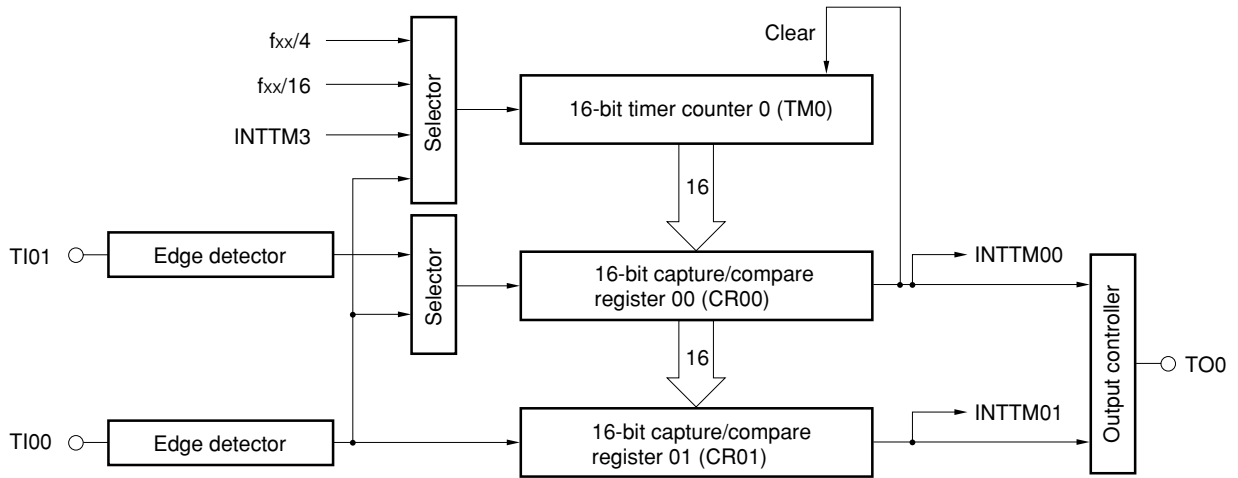 Clear
fxx/4
fxx/16
INTTM3
Selector
16-bit timer counter 0 (TM0)
16
TI01
Edge detector
Selector
16-bit capture/compare
register 00 (CR00)
INTTM00
16
Output controller
TO0
TI00
Edge detector
16-bit capture/compare
register 01 (CR01)
INTTM01